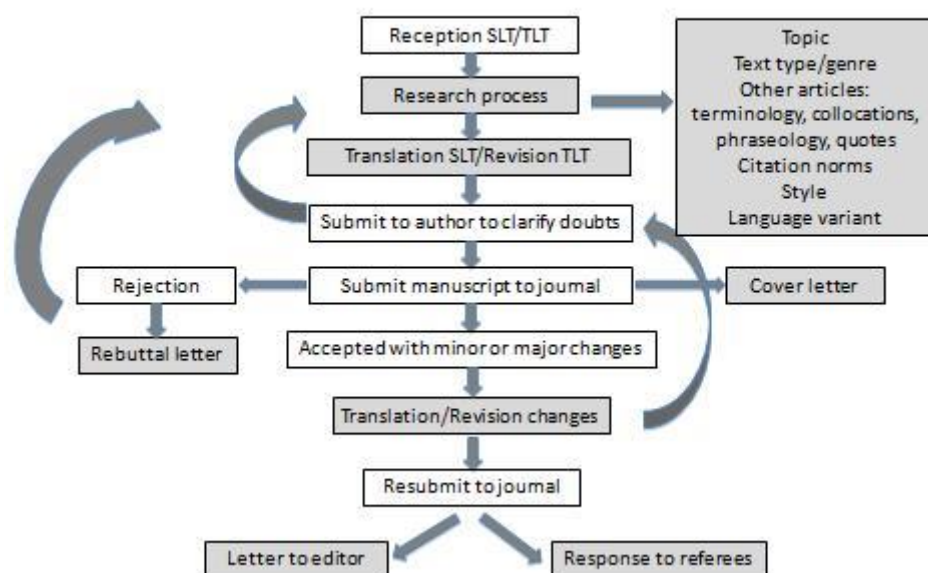 Reception SLT/TLT
Research process
Topic
Text type/genre
Other articles:
terminology, collocations,
phraseology, quotes
Citation norms
Style
Language variant
Translation SLT/Revision TLT
Submit to author to clarify doubts
Rejection
Submit manuscript to journal
Cover letter
Rebuttal letter
Accepted with minor or major changes
Translation/Revision changes
Resubmit to journal
Letter to editor
Response to referees